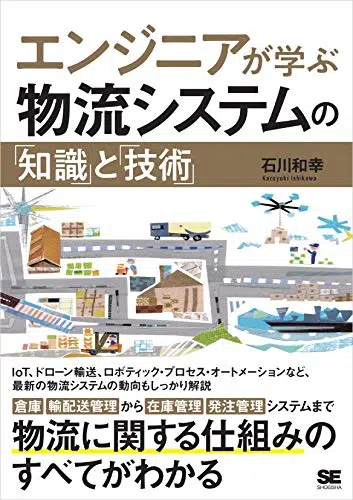 エンジニアが学ぶ
物流システムの
「知識」と「技術」
石川和幸
Kazuyuki Ishikawa
IoT、ドローン輸送、ロボティック・プロセス・オートメーションなど、
最新の物流システムの動向もしっかり解説
倉庫 輸配送管理 から 在庫管理 発注管理 システムまで
物流に関する仕組みの
すべてがわかる
SE
SHOEISHA